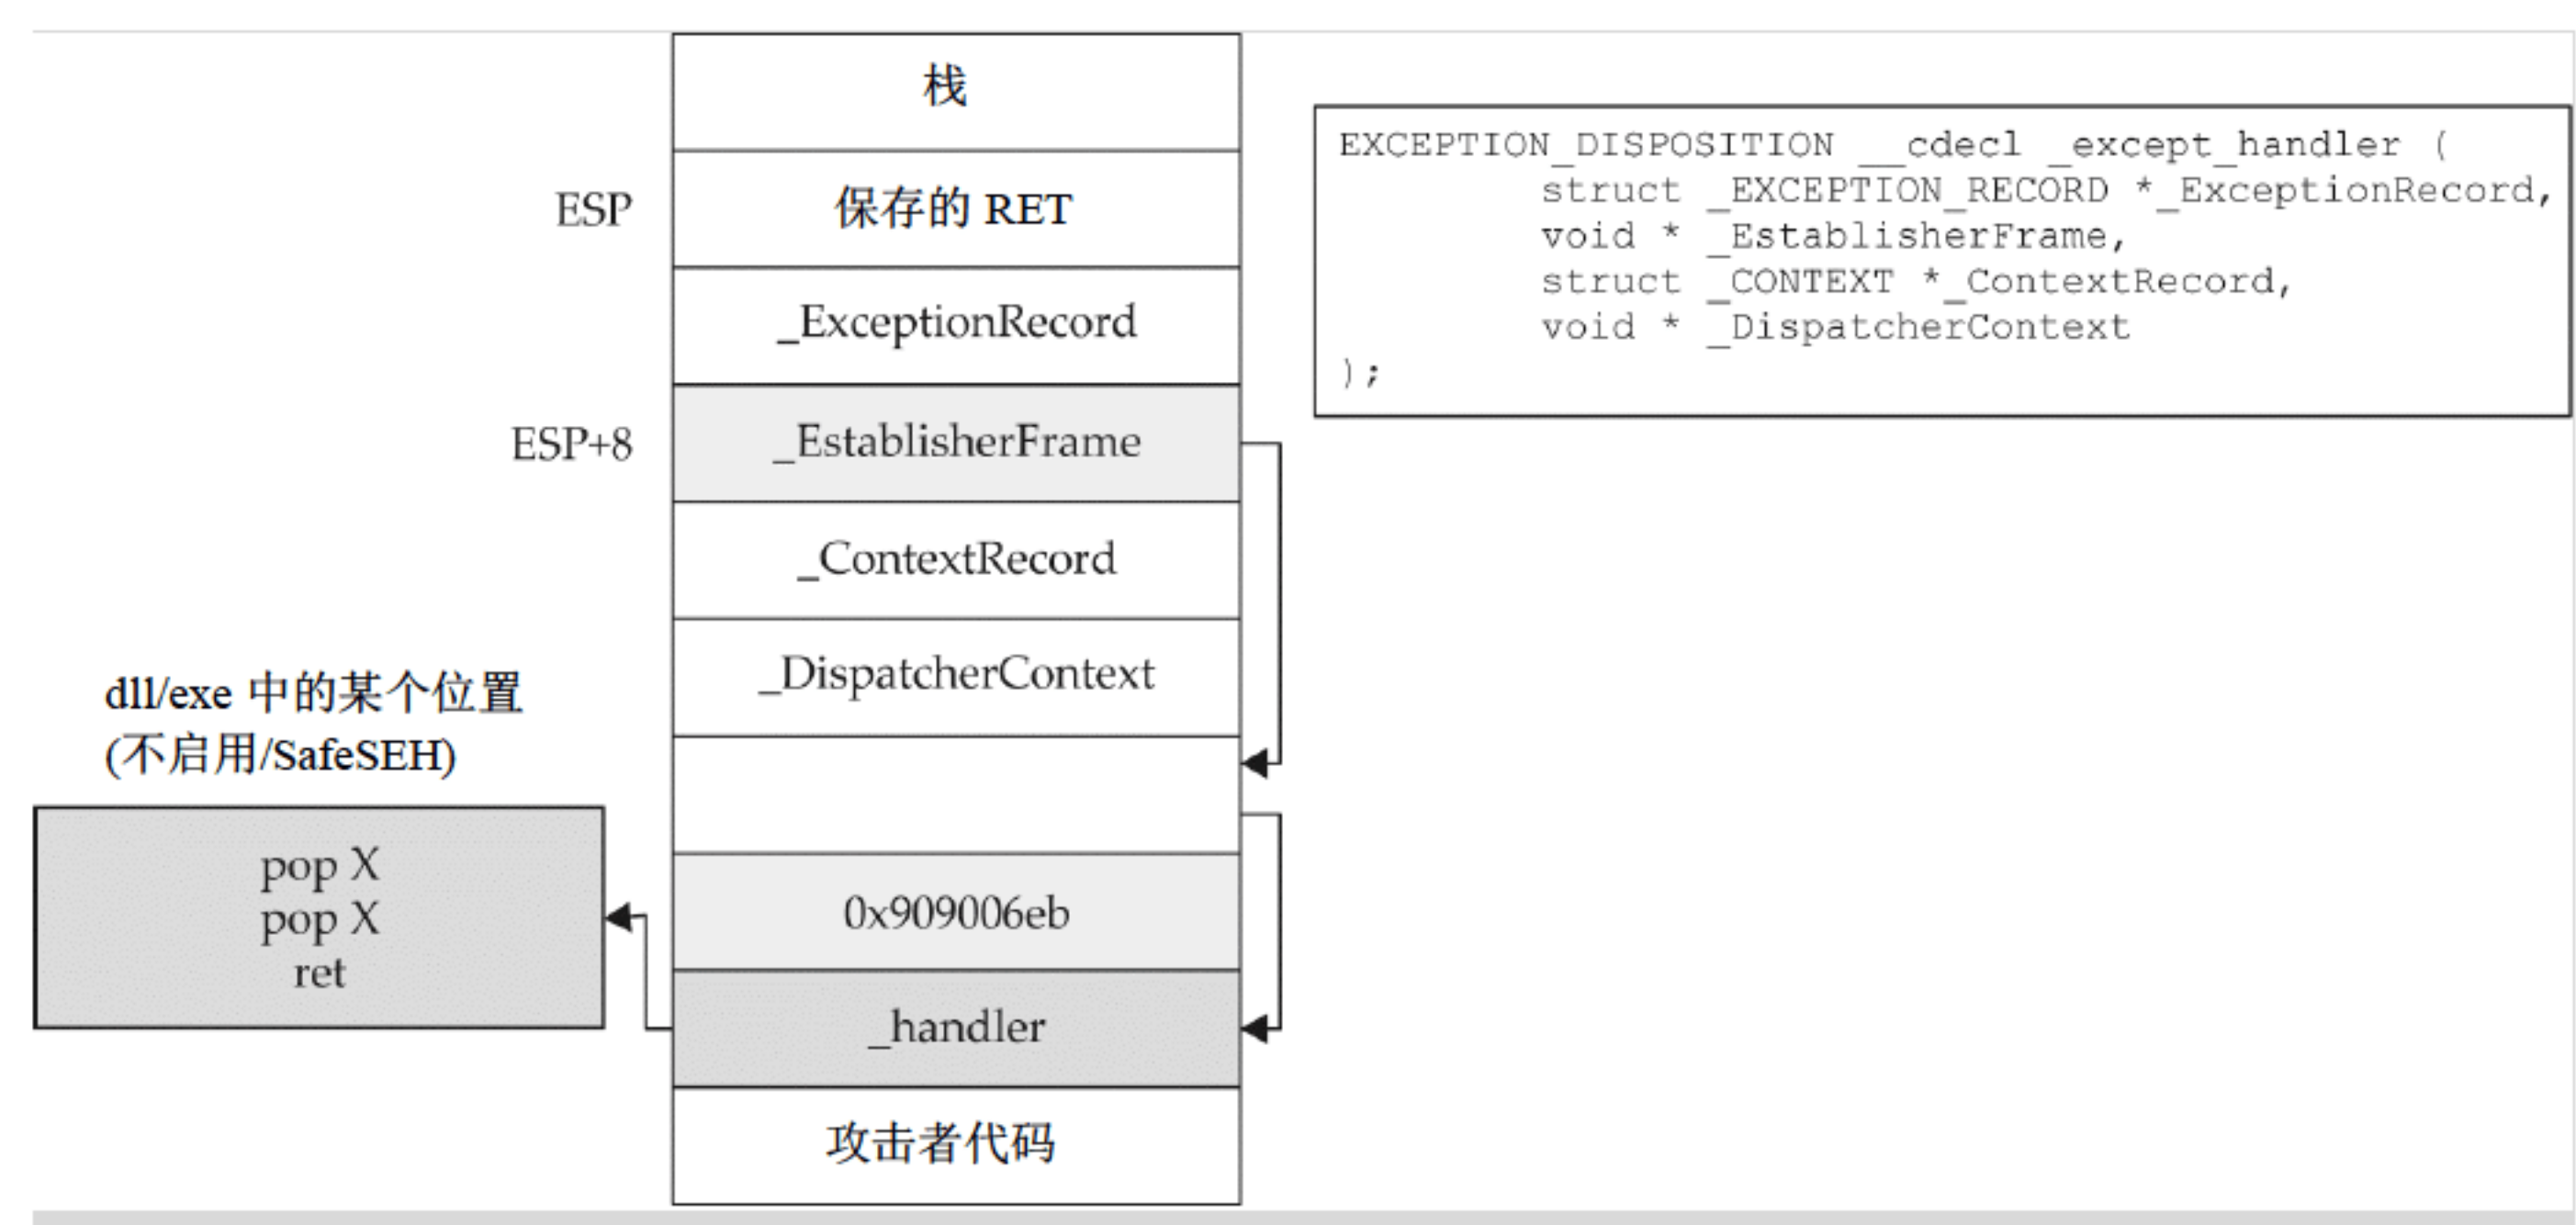 栈
EXCEPTION_DISPOSITION __cdecl _except_handler (
struct _EXCEPTION_RECORD *_ExceptionRecord,
void * _EstablisherFrame,
struct _CONTEXT *_ContextRecord,
void * _DispatcherContext
);
ESP
保存的 RET
_ExceptionRecord
ESP+8
_EstablisherFrame
_ContextRecord
_DispatcherContext
dll/exe 中的某个位置
(不启用/SafeSEH)
pop X
pop X
ret
0x909006eb
_handler
攻击者代码